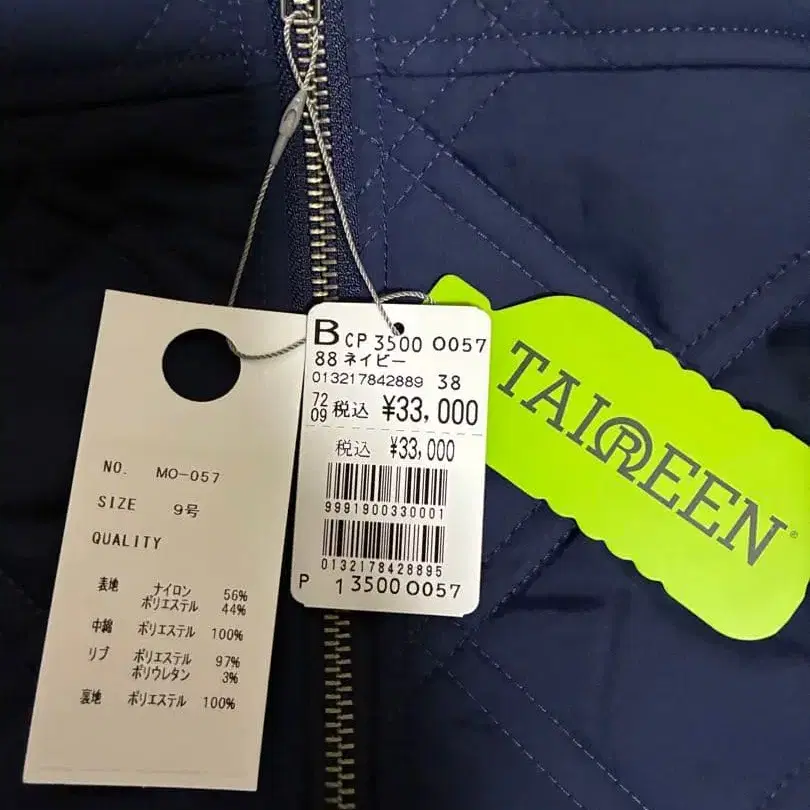 NO. MO-057
SIZE 9号
QUALITY
表地 ナイロン 56%
ポリエステル 44%
中綿 ポリエステル 100%
リブ ポリエステル 97%
ポリウレタン 3%
裏地 ポリエステル 100%
B CP 3500 0057
88 ネイビー
013217842889 38
72 09 税込 ¥33,000
税込 ¥33,000
9991900330001
0132178428895
P 1 3500 0057
TAIREEN®